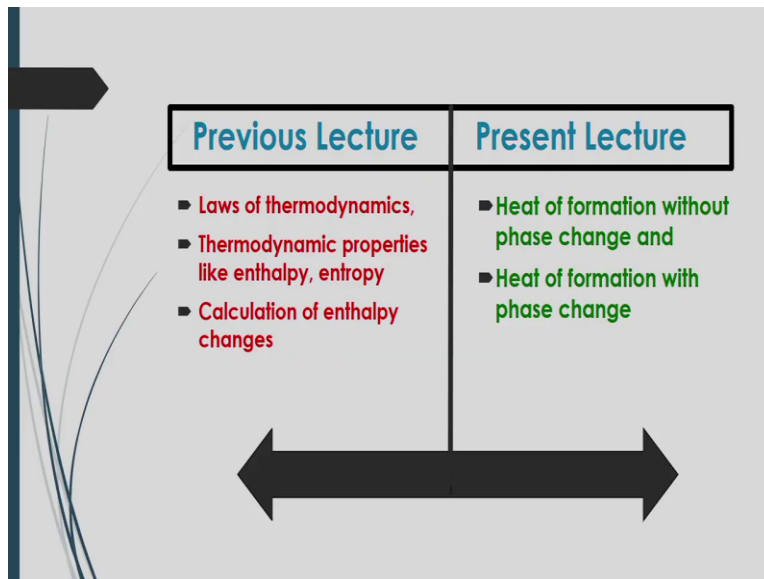 Previous Lecture
Present Lecture
Laws of thermodynamics,
Thermodynamic properties
like enthalpy, entropy
Calculation of enthalpy
changes
Heat of formation without
phase change and
Heat of formation with
phase change